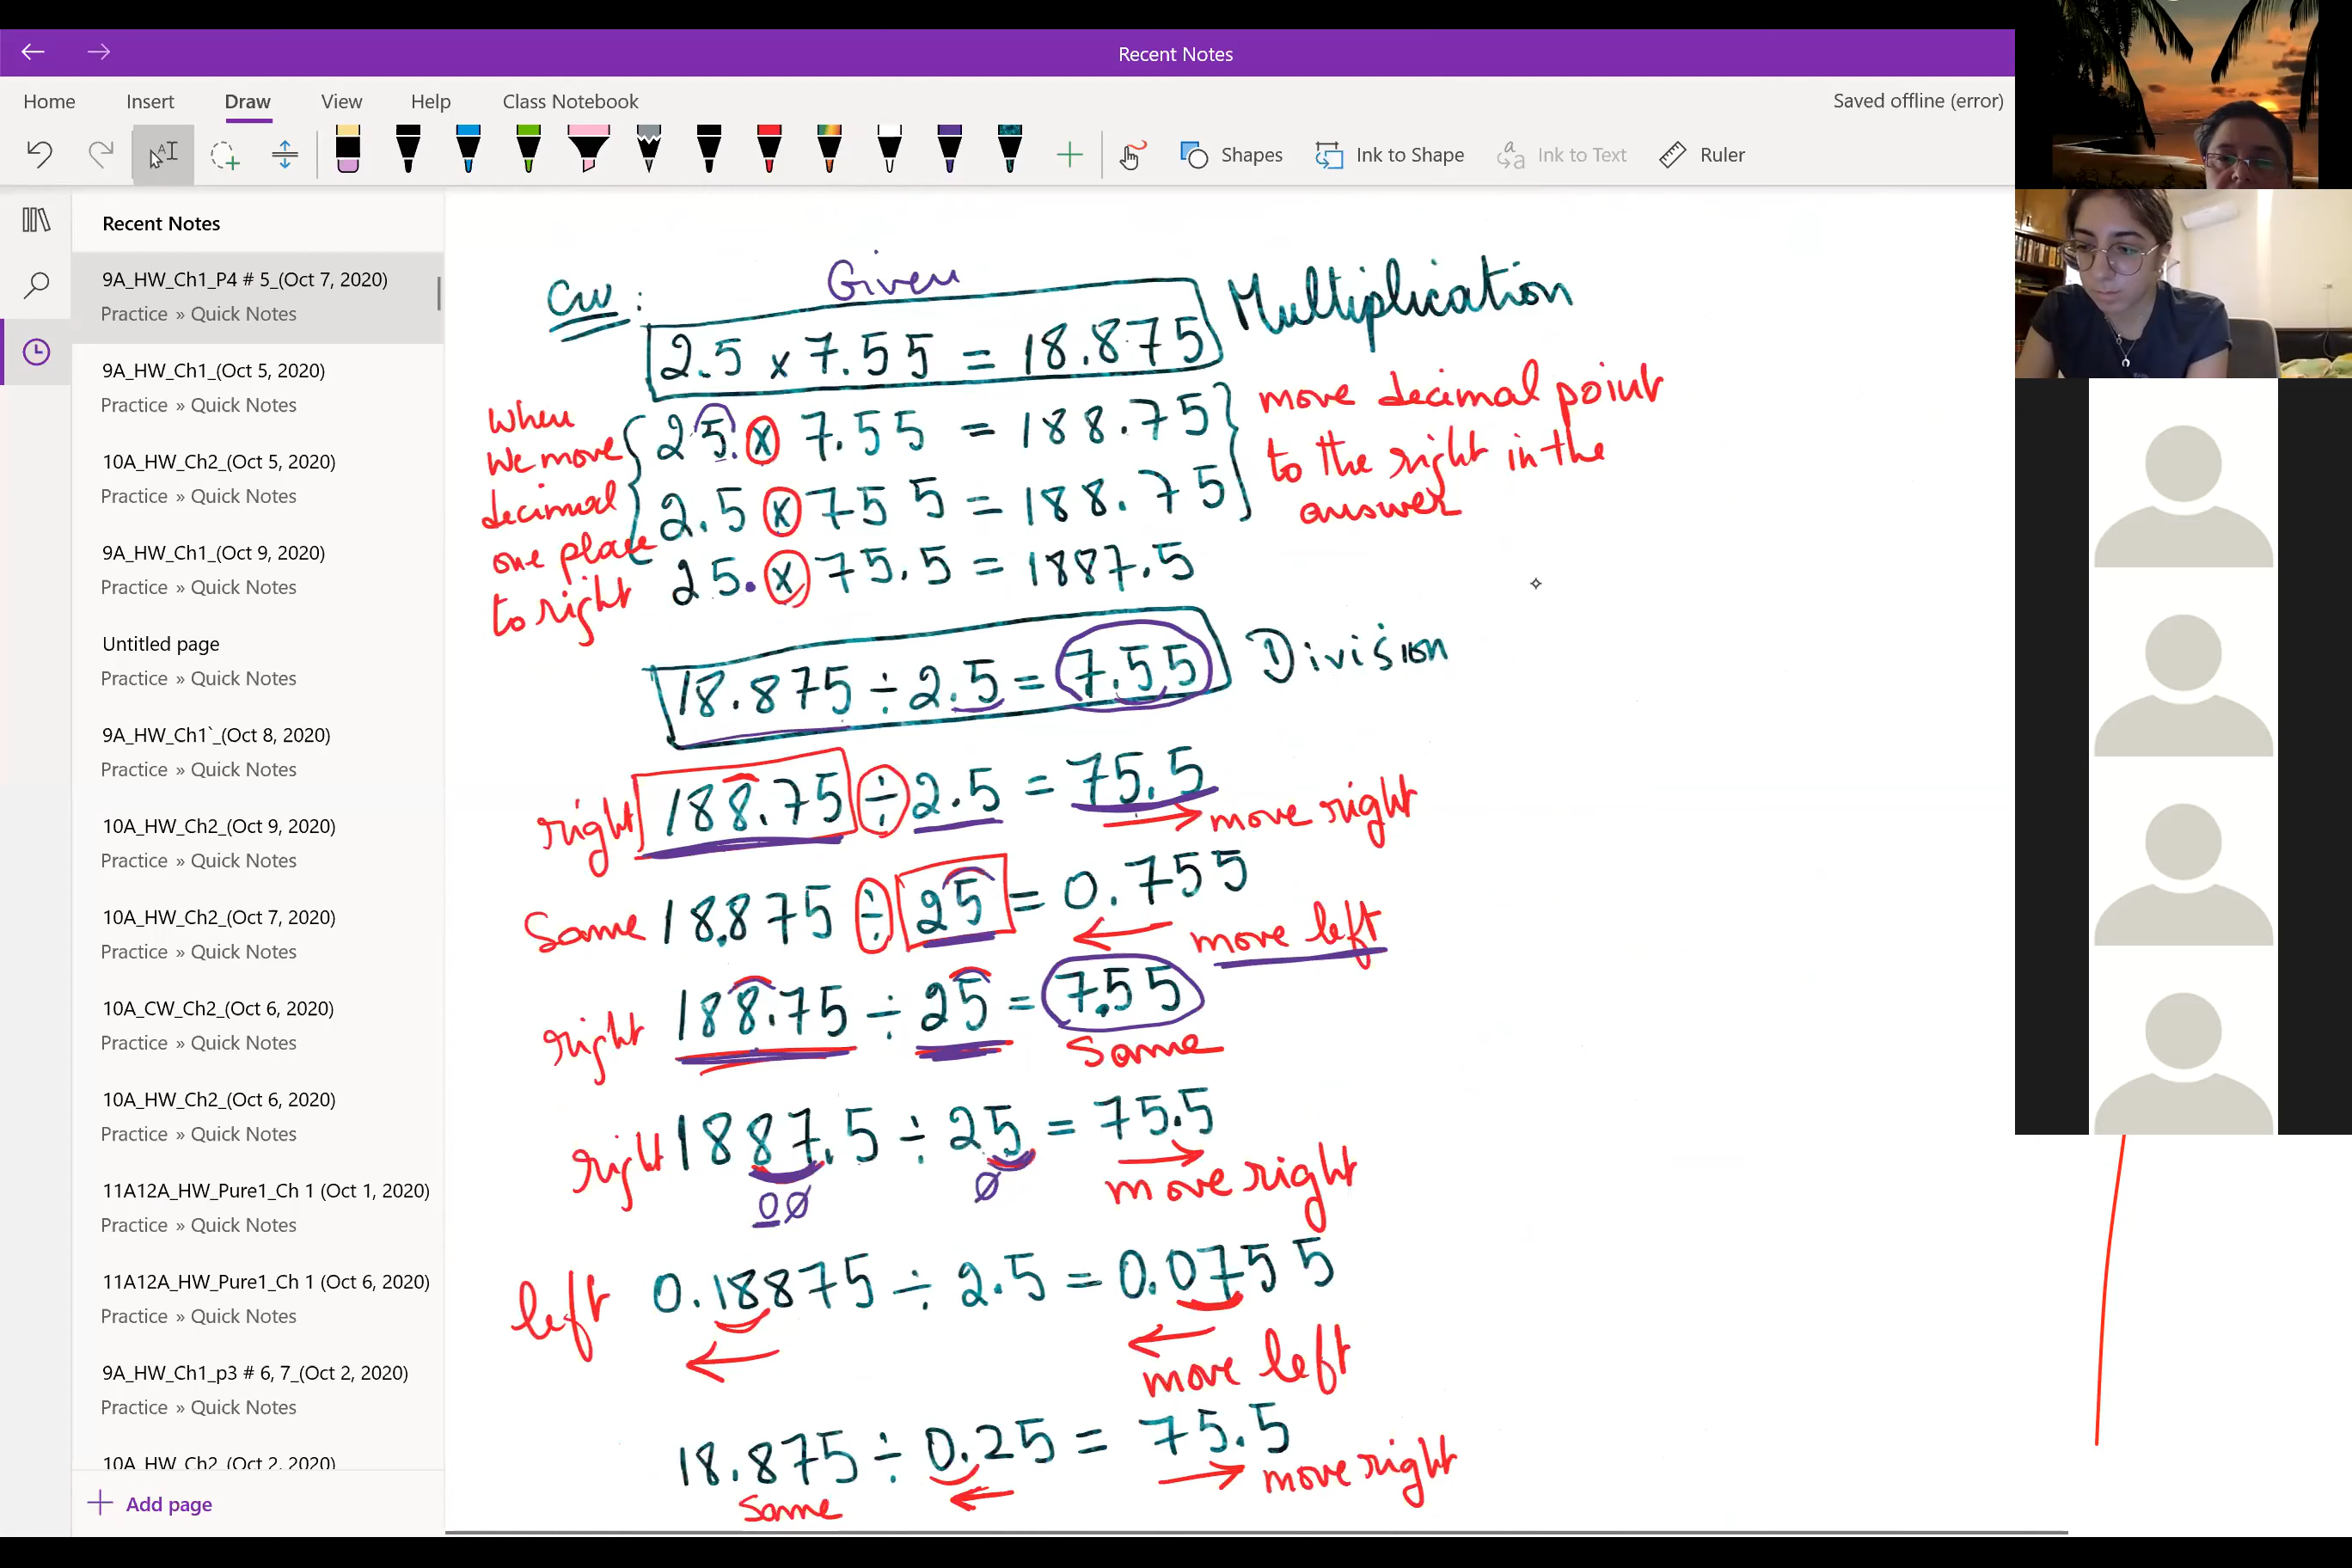 Recent Notes
Home Insert Draw View Help Class Notebook
Saved offline (error)
Shapes Ink to Shape Ink to Text Ruler
Recent Notes
9A_HW_Ch1_P4 # 5_(Oct 7, 2020)
Practice » Quick Notes
9A_HW_Ch1_(Oct 5, 2020)
Practice » Quick Notes
10A_HW_Ch2_(Oct 5, 2020)
Practice » Quick Notes
9A_HW_Ch1_(Oct 9, 2020)
Practice » Quick Notes
Untitled page
Practice » Quick Notes
9A_HW_Ch1`_(Oct 8, 2020)
Practice » Quick Notes
10A_HW_Ch2_(Oct 9, 2020)
Practice » Quick Notes
10A_HW_Ch2_(Oct 7, 2020)
Practice » Quick Notes
10A_CW_Ch2_(Oct 6, 2020)
Practice » Quick Notes
10A_HW_Ch2_(Oct 6, 2020)
Practice » Quick Notes
11A12A_HW_Pure1_Ch 1 (Oct 1, 2020)
Practice » Quick Notes
11A12A_HW_Pure1_Ch 1 (Oct 6, 2020)
Practice » Quick Notes
9A_HW_Ch1_p3 # 6, 7_(Oct 2, 2020)
Practice » Quick Notes
10A_HW_Ch2_(Oct 2, 2020)
Add page
CW : Given
2.5 x 7.55 = 18.875 Multiplication
When
we move
decimal
one place
to right
25. x 7.55 = 188.75
2.5 x 75 5 = 188.75
25. x 75.5 = 1887.5
move decimal point
to the right in the
answer
18.875 ÷ 2.5 = 7.55 Division
right 188.75 ÷ 2.5 = 75.5 move right
Same 18.875 ÷ 25 = 0.755 move left
right 188.75 ÷ 25 = 7.55
Same
right 1887.5 ÷ 25 = 75.5
00 0 move right
left 0.18875 ÷ 2.5 = 0.0755
move left
18.875 ÷ 0.25 = 75.5
Same move right